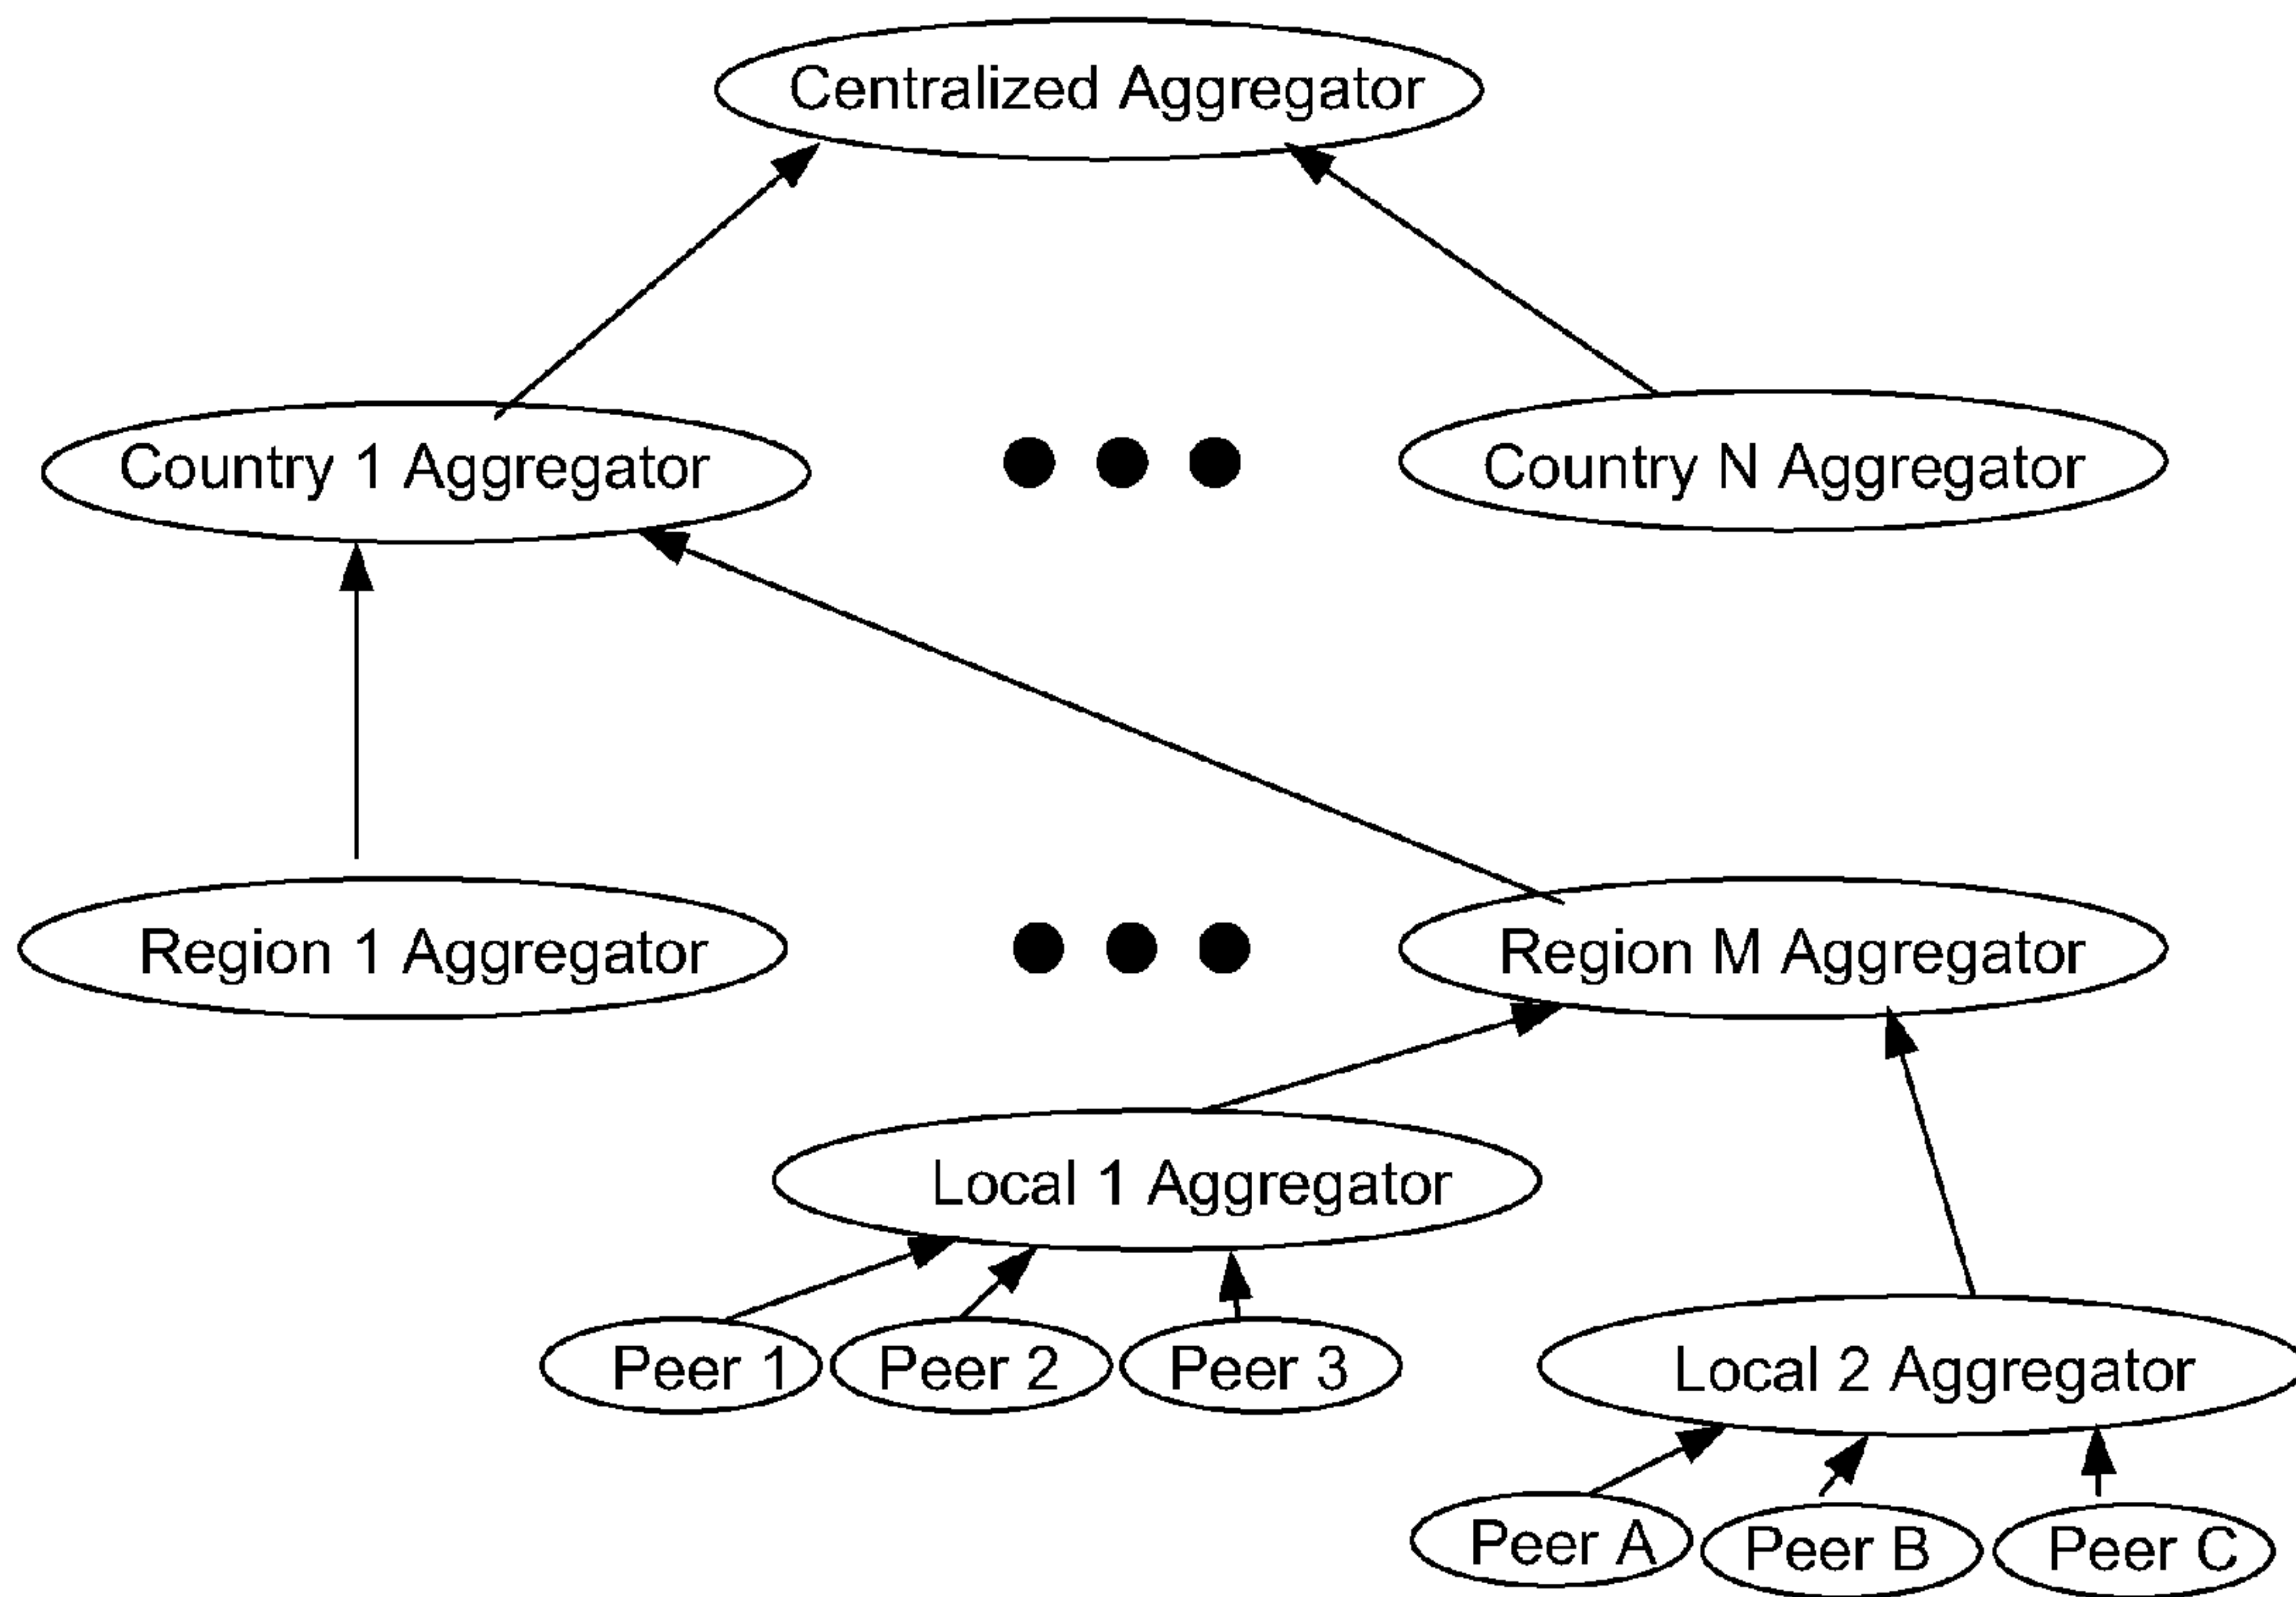 Centralized Aggregator
Country 1 Aggregator
Country N Aggregator
Region 1 Aggregator
Region M Aggregator
Local 1 Aggregator
Peer 1
Peer 2
Peer 3
Local 2 Aggregator
Peer A
Peer B
Peer C